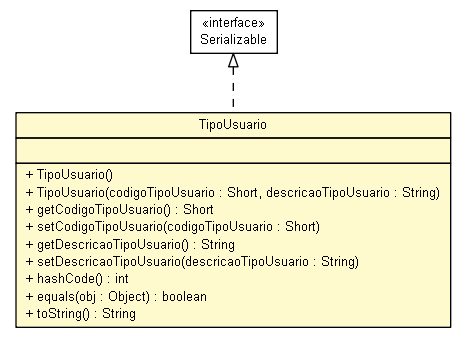 «interface»
Serializable
TipoUsuario
+ TipoUsuario()
+ TipoUsuario(codigoTipoUsuario : Short, descricaoTipoUsuario : String)
+ getCodigoTipoUsuario() : Short
+ setCodigoTipoUsuario(codigoTipoUsuario : Short)
+ getDescricaoTipoUsuario() : String
+ setDescricaoTipoUsuario(descricaoTipoUsuario : String)
+ hashCode() : int
+ equals(obj : Object) : boolean
+ toString() : String